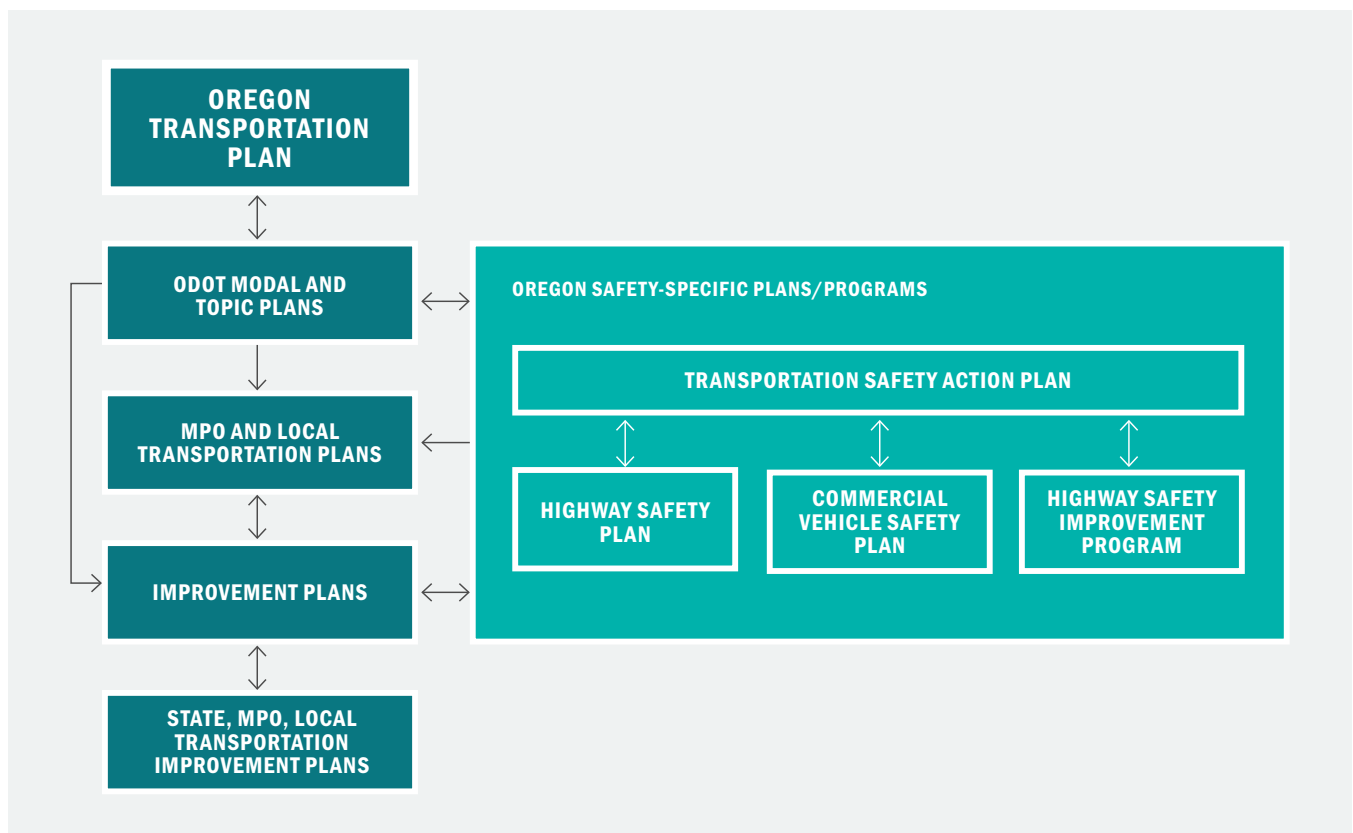 OREGON
TRANSPORTATION
PLAN
ODOT MODAL AND
TOPIC PLANS
MPO AND LOCAL
TRANSPORTATION PLANS
IMPROVEMENT PLANS
STATE, MPO, LOCAL
TRANSPORTATION
IMPROVEMENT PLANS
OREGON SAFETY-SPECIFIC PLANS/PROGRAMS
TRANSPORTATION SAFETY ACTION PLAN
HIGHWAY SAFETY
PLAN
COMMERCIAL
VEHICLE SAFETY
PLAN
HIGHWAY SAFETY
IMPROVEMENT
PROGRAM